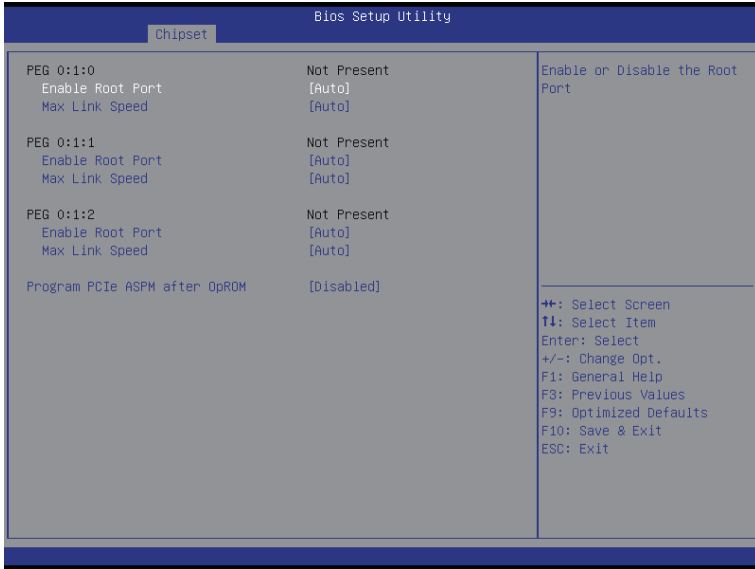 Bios Setup Utility
Chipset
PEG 0:1:0 Not Present
Enable Root Port [Auto]
Max Link Speed [Auto]
PEG 0:1:1 Not Present
Enable Root Port [Auto]
Max Link Speed [Auto]
PEG 0:1:2 Not Present
Enable Root Port [Auto]
Max Link Speed [Auto]
Program PCIe ASPM after OpROM [Disabled]
Enable or Disable the Root
Port
→←: Select Screen
↑↓: Select Item
Enter: Select
+/-: Change Opt.
F1: General Help
F3: Previous Values
F9: Optimized Defaults
F10: Save & Exit
ESC: Exit